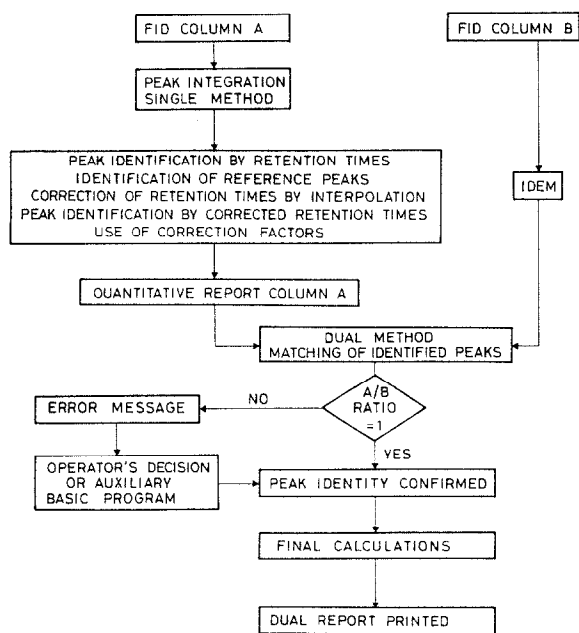 FID COLUMN A
FID COLUMN B
PEAK INTEGRATION
SINGLE METHOD
PEAK IDENTIFICATION BY RETENTION TIMES
IDENTIFICATION OF REFERENCE PEAKS
CORRECTION OF RETENTION TIMES BY INTERPOLATION
PEAK IDENTIFICATION BY CORRECTED RETENTION TIMES
USE OF CORRECTION FACTORS
IDEM
QUANTITATIVE REPORT COLUMN A
DUAL METHOD
MATCHING OF IDENTIFIED PEAKS
A/B
RATIO
=1
NO
ERROR MESSAGE
YES
OPERATOR'S DECISION
OR AUXILIARY
BASIC PROGRAM
PEAK IDENTITY CONFIRMED
FINAL CALCULATIONS
DUAL REPORT PRINTED